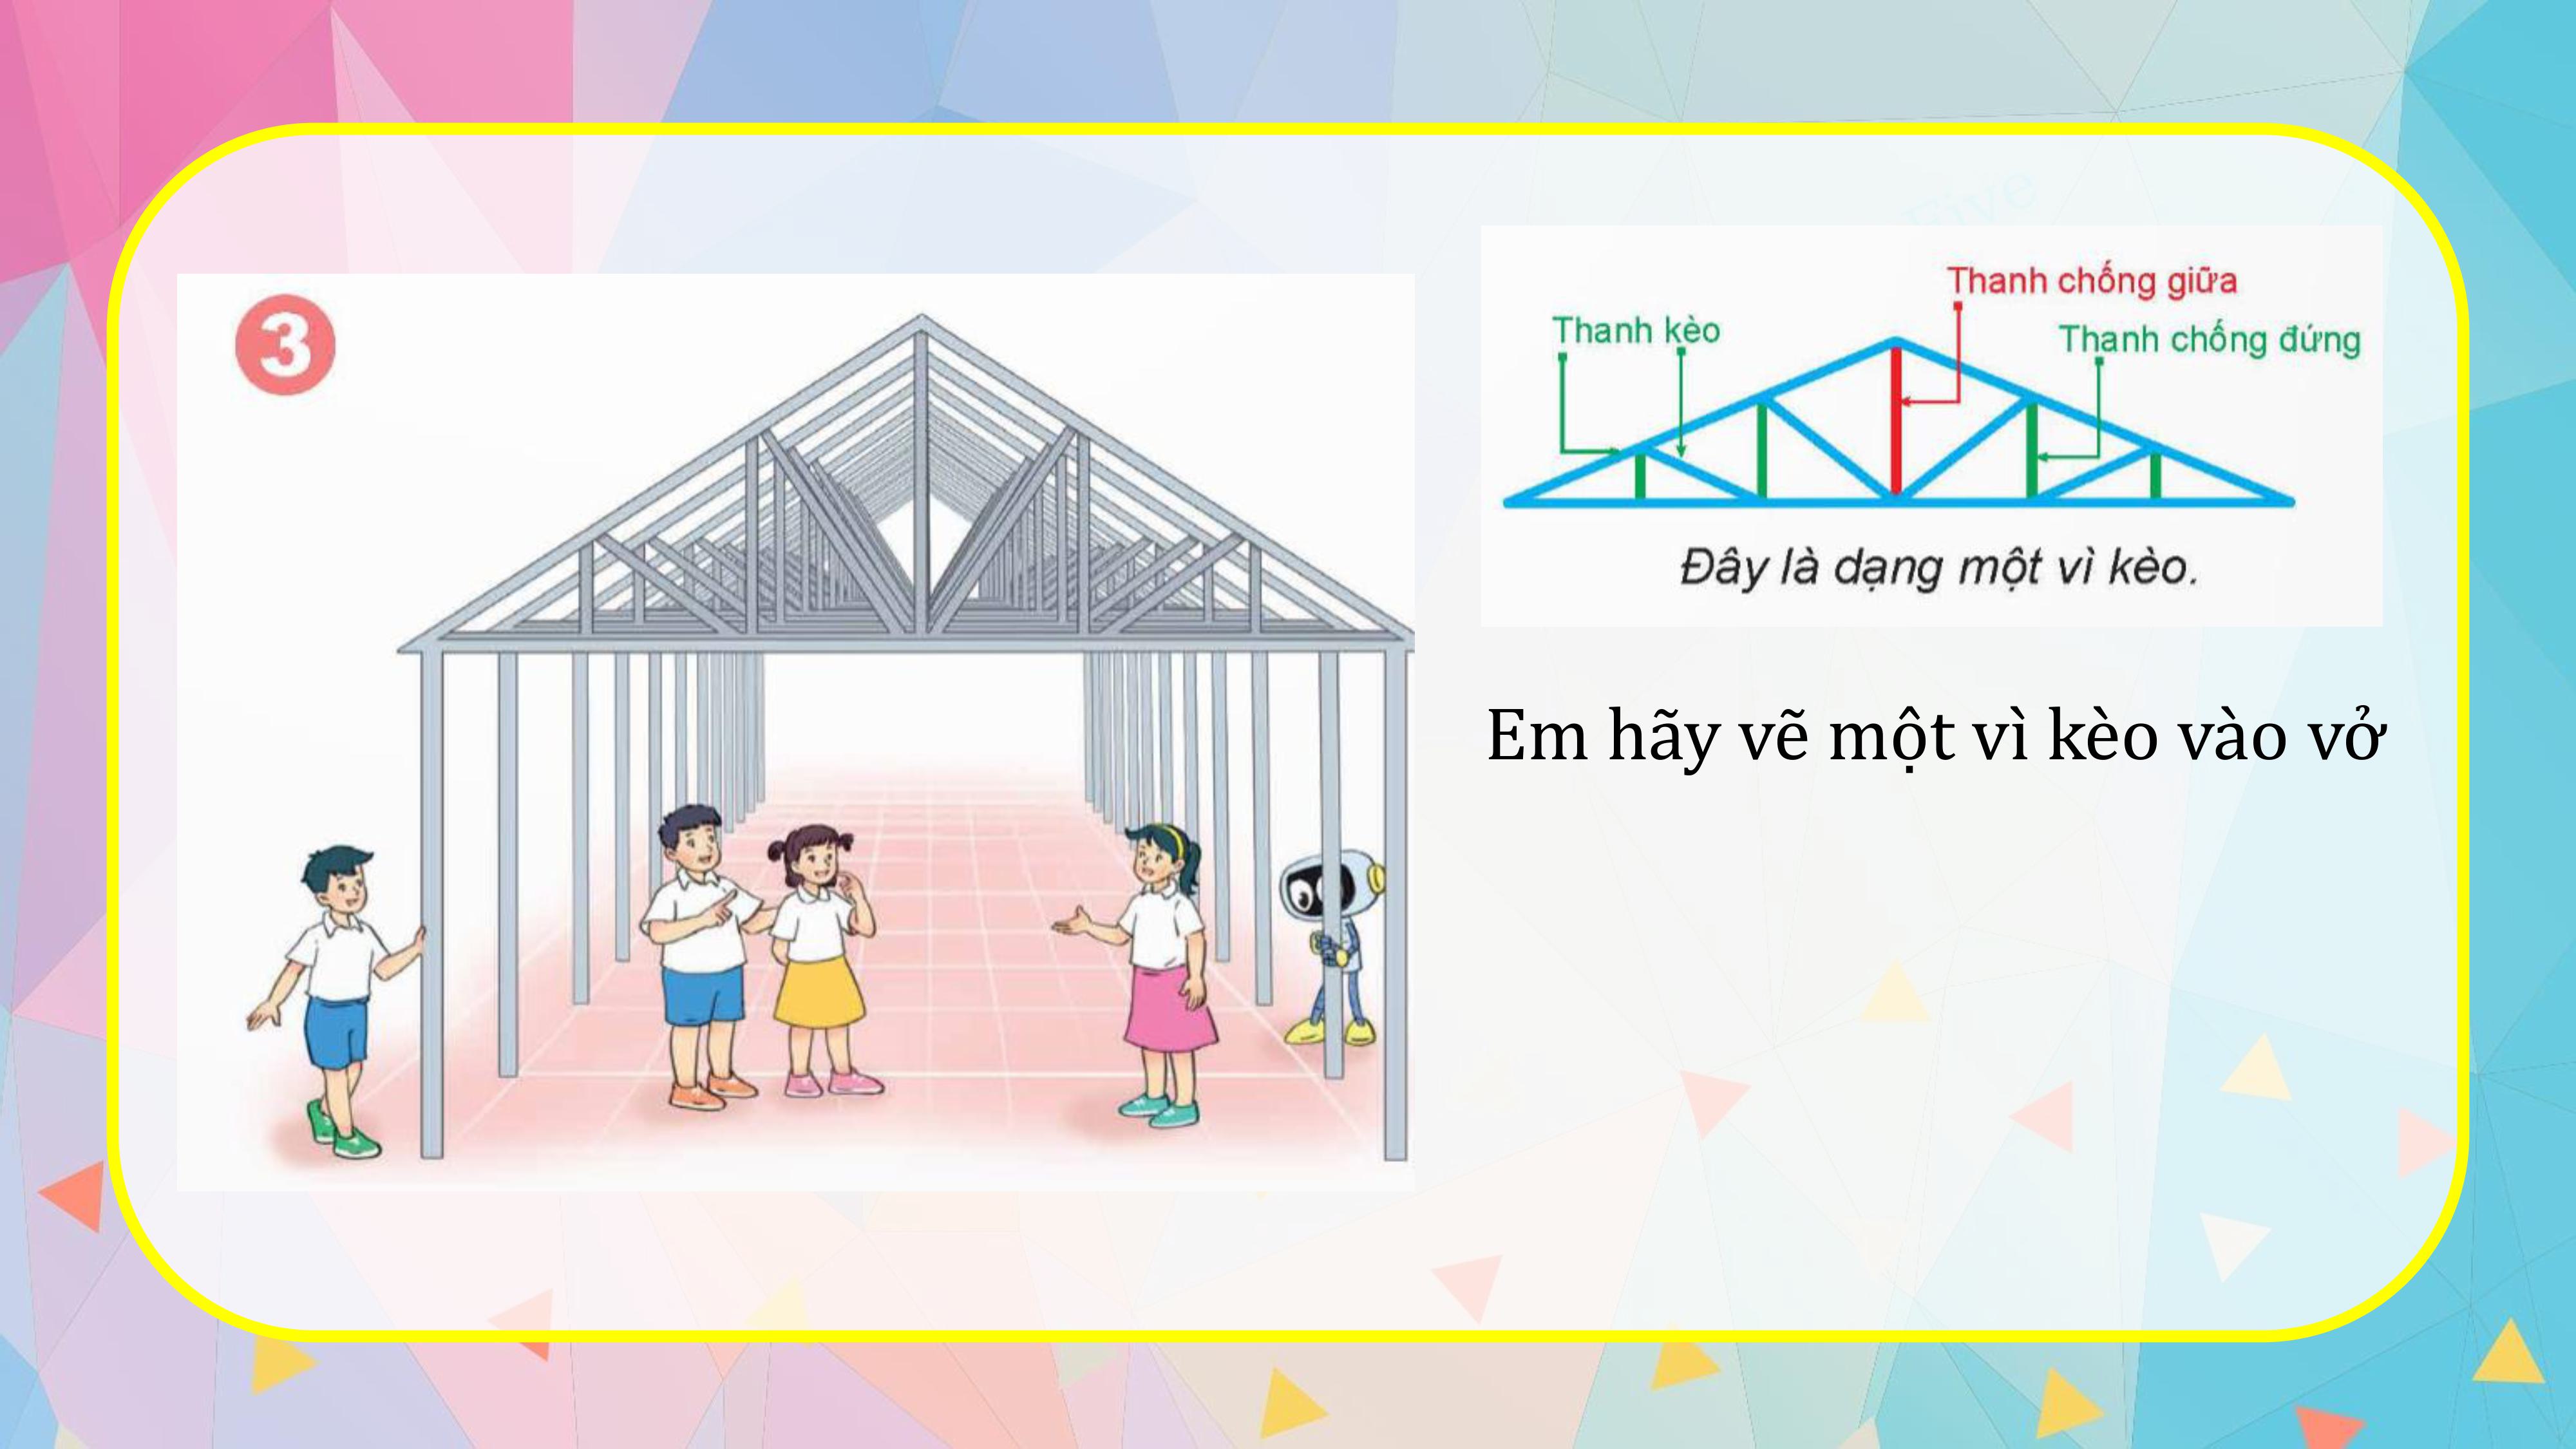 Five
3
Thanh chống giữa
Thanh kèo
Thanh chống đứng
Đây là dạng một vì kèo.
Em hãy vẽ một vì kèo vào vở